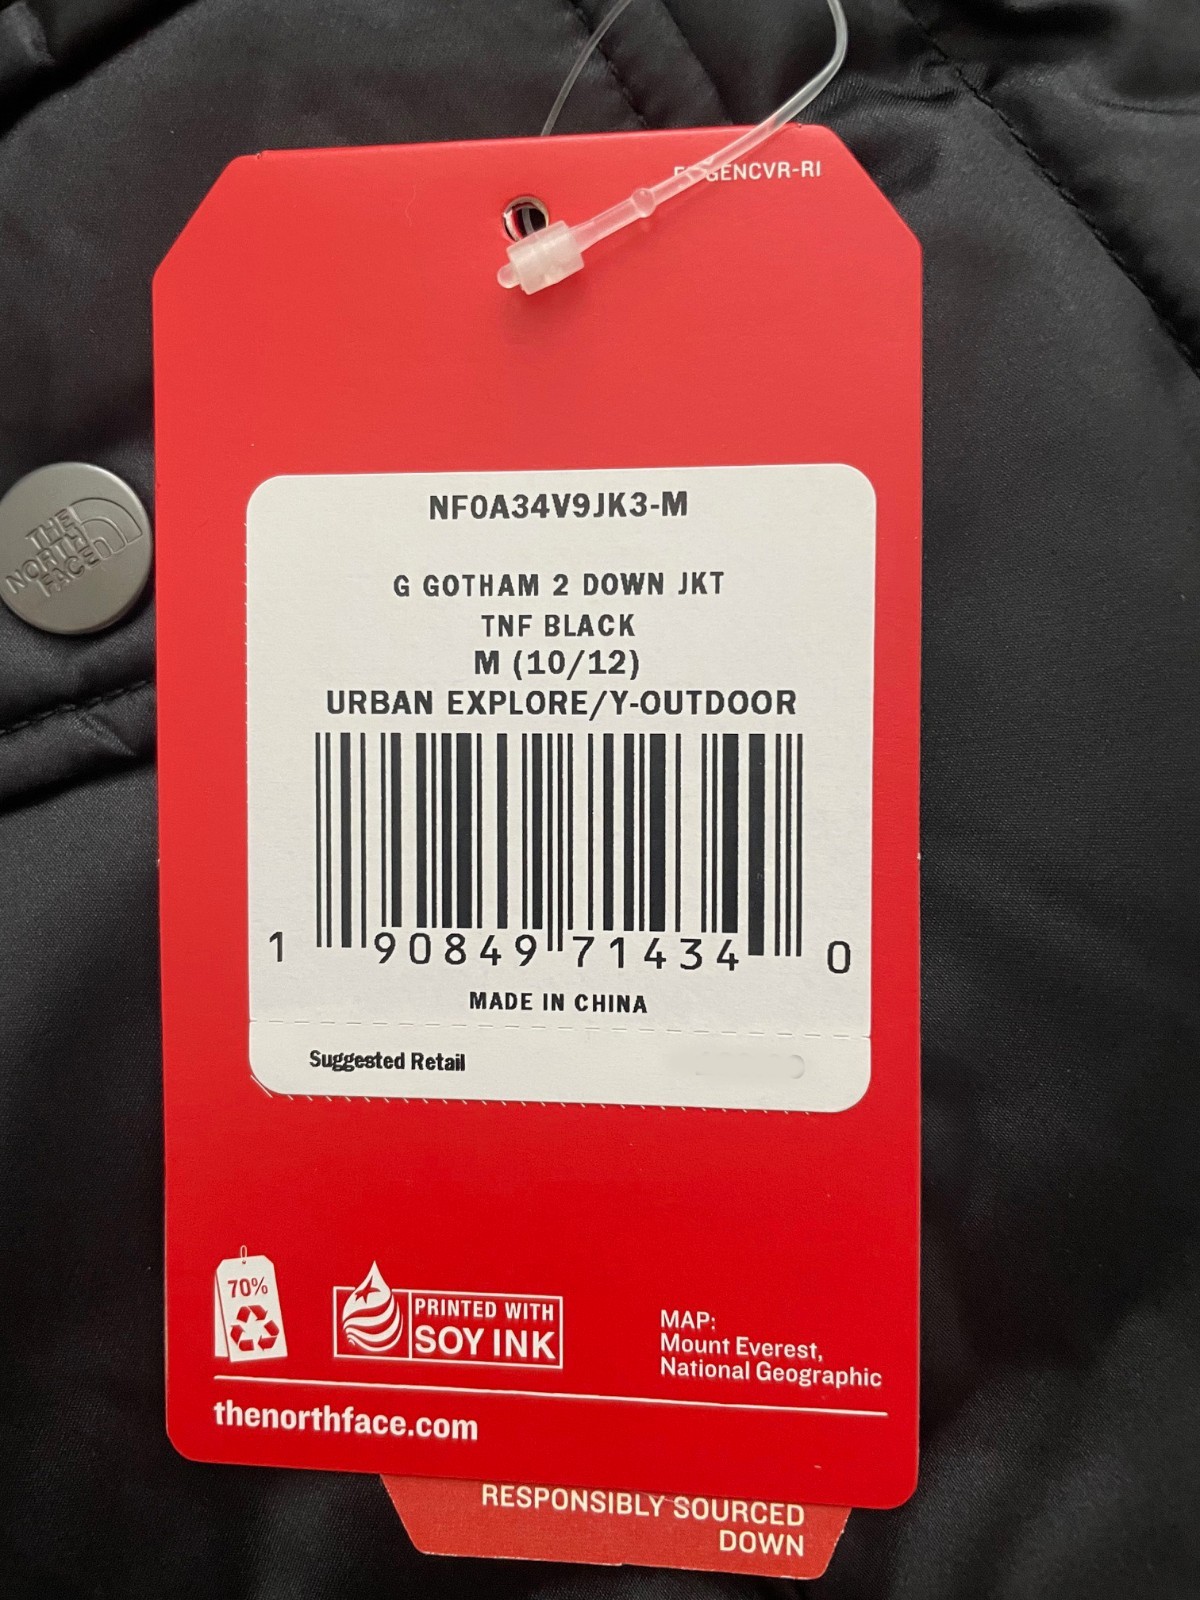 GENCVR-RI
NF0A34V9JK3-M
G GOTHAM 2 DOWN JKT
TNF BLACK
M (10/12)
URBAN EXPLORE/Y-OUTDOOR
1 90849 71434 0
MADE IN CHINA
Suggested Retail
THE
NORTH
FACE
70%
PRINTED WITH
SOY INK
MAP:
Mount Everest,
National Geographic
thenorthface.com
RESPONSIBLY SOURCED
DOWN